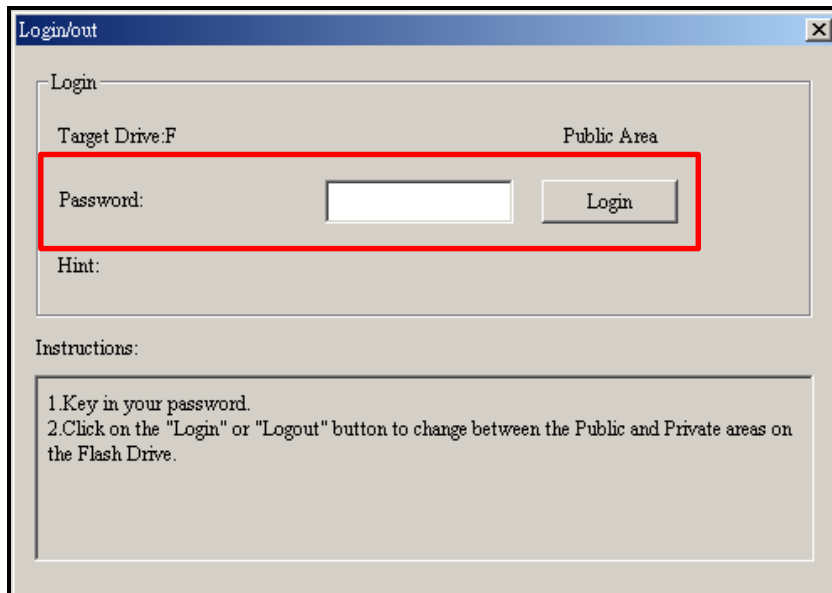 Login/out
Login
Target Drive:F Public Area
Password: Login
Hint:
Instructions:
1.Key in your password.
2.Click on the "Login" or "Logout" button to change between the Public and Private areas on
the Flash Drive.